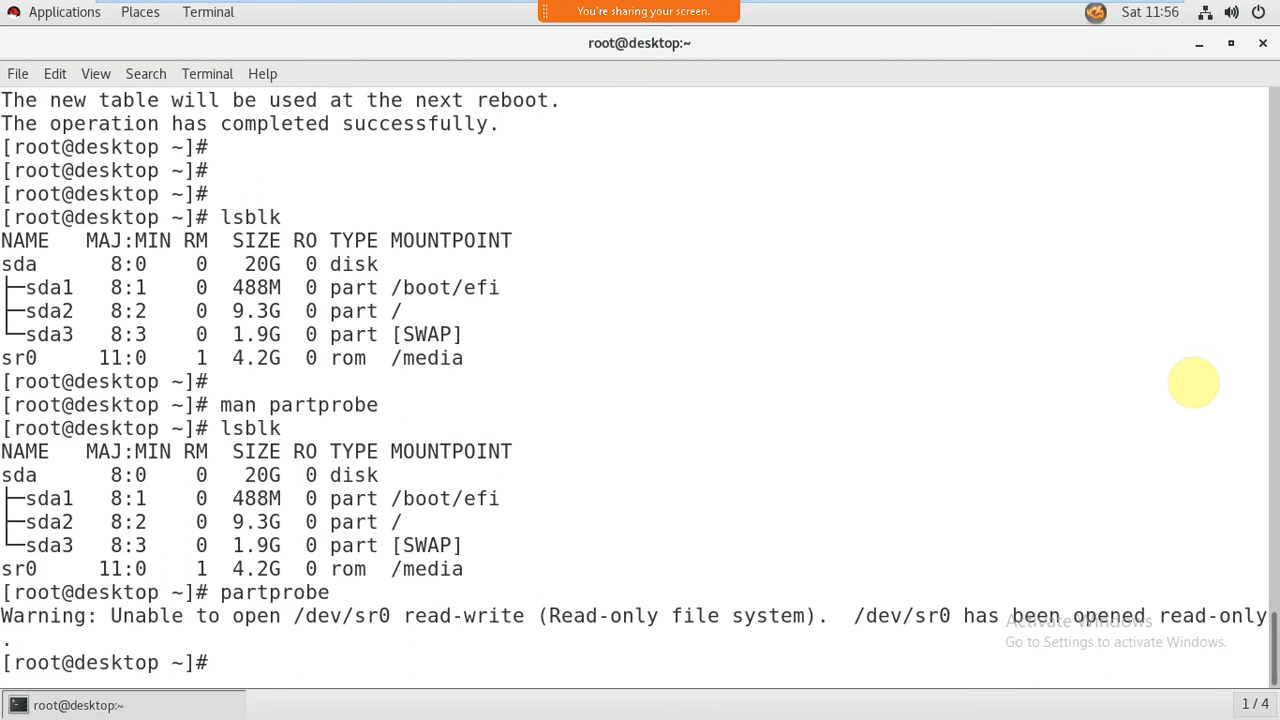 Applications Places Terminal You're sharing your screen. Sat 11:56
root@desktop:~
File Edit View Search Terminal Help
The new table will be used at the next reboot.
The operation has completed successfully.
[root@desktop ~]#
[root@desktop ~]#
[root@desktop ~]#
[root@desktop ~]# lsblk
NAME   MAJ:MIN RM  SIZE RO TYPE MOUNTPOINT
sda      8:0    0   20G  0 disk
├─sda1   8:1    0  488M  0 part /boot/efi
├─sda2   8:2    0  9.3G  0 part /
└─sda3   8:3    0  1.9G  0 part [SWAP]
sr0     11:0    1  4.2G  0 rom  /media
[root@desktop ~]#
[root@desktop ~]# man partprobe
[root@desktop ~]# lsblk
NAME   MAJ:MIN RM  SIZE RO TYPE MOUNTPOINT
sda      8:0    0   20G  0 disk
├─sda1   8:1    0  488M  0 part /boot/efi
├─sda2   8:2    0  9.3G  0 part /
└─sda3   8:3    0  1.9G  0 part [SWAP]
sr0     11:0    1  4.2G  0 rom  /media
[root@desktop ~]# partprobe
Warning: Unable to open /dev/sr0 read-write (Read-only file system).  /dev/sr0 has been opened read-only
.
[root@desktop ~]#
Activate Windows
Go to Settings to activate Windows.
root@desktop:~ 1 / 4